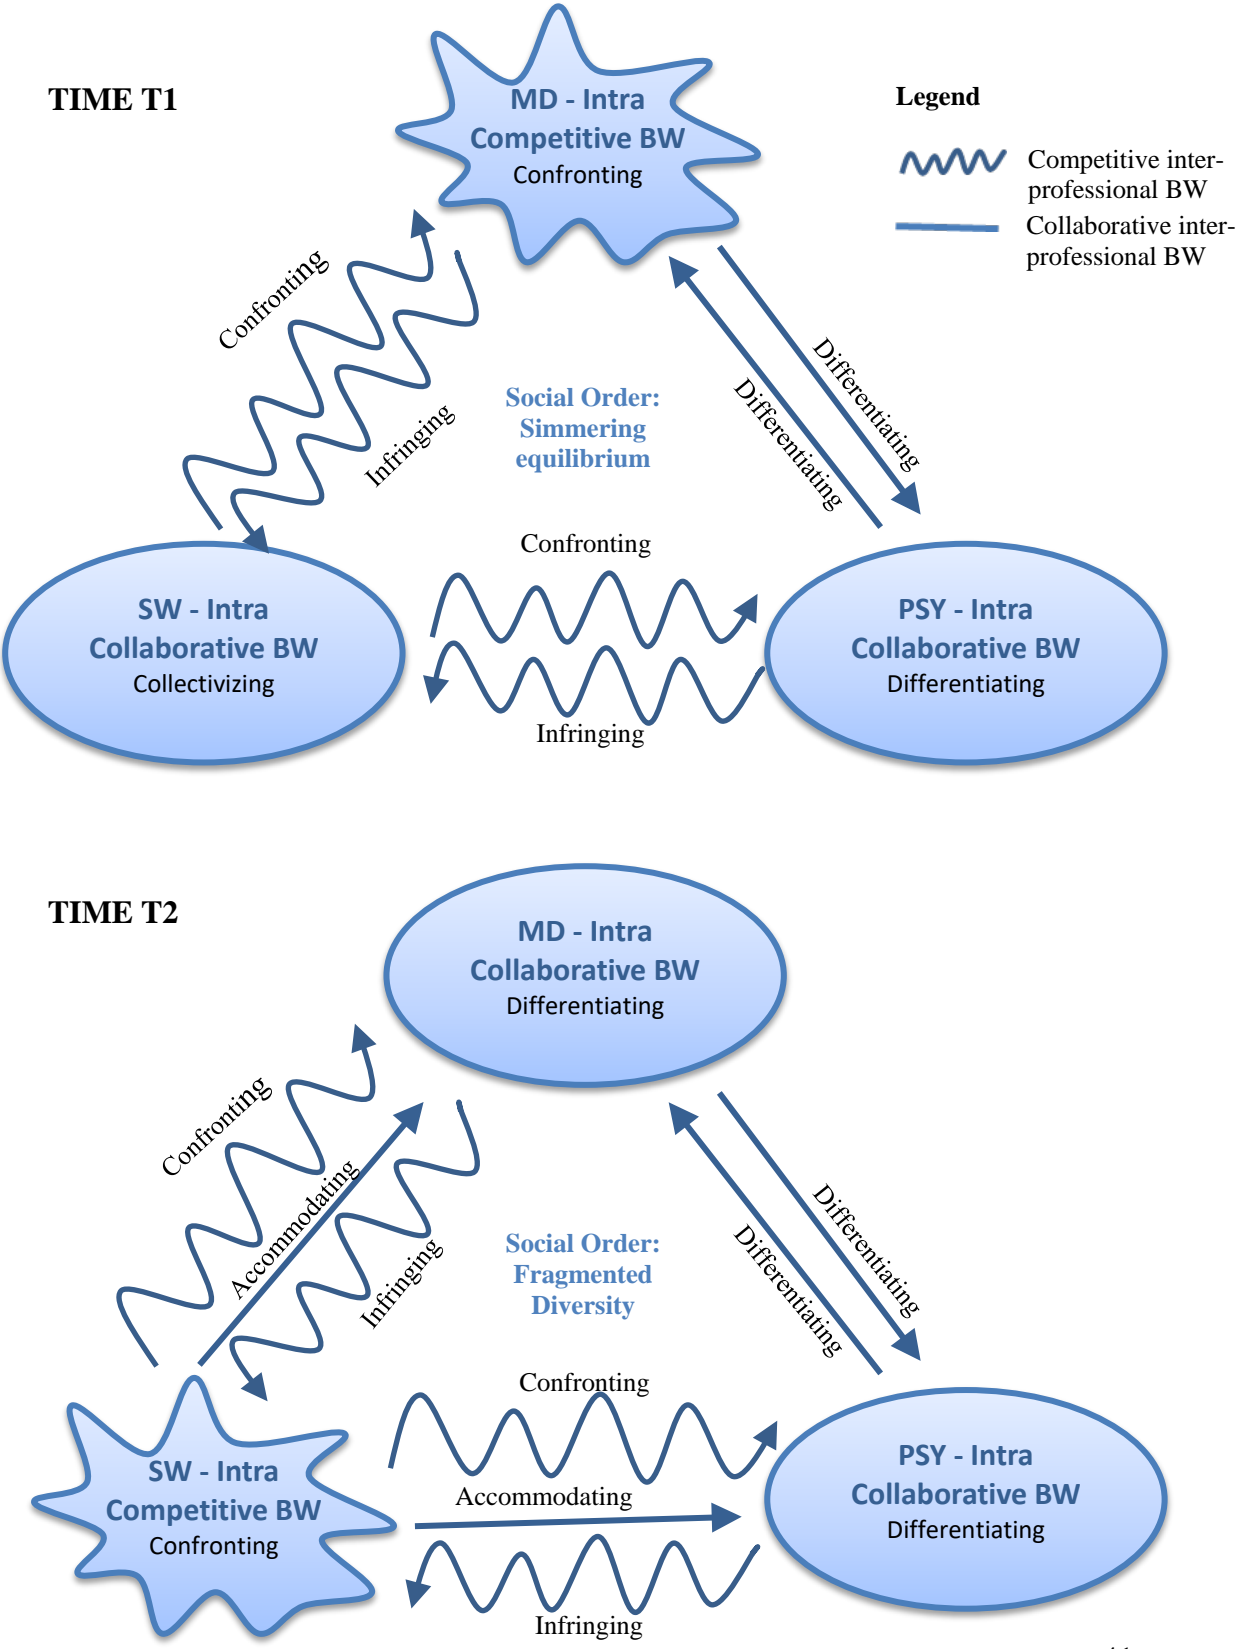 TIME T1
MD - Intra
Competitive BW
Confronting
Legend
Competitive inter-
professional BW
Collaborative inter-
professional BW
Confronting
Infringing
Social Order:
Simmering
equilibrium
Differentiating
Differentiating
Confronting
SW - Intra
Collaborative BW
Collectivizing
PSY - Intra
Collaborative BW
Differentiating
Infringing
TIME T2
MD - Intra
Collaborative BW
Differentiating
Confronting
Accommodating
Infringing
Social Order:
Fragmented
Diversity
Differentiating
Differentiating
Confronting
SW - Intra
Competitive BW
Confronting
Accommodating
PSY - Intra
Collaborative BW
Differentiating
Infringing